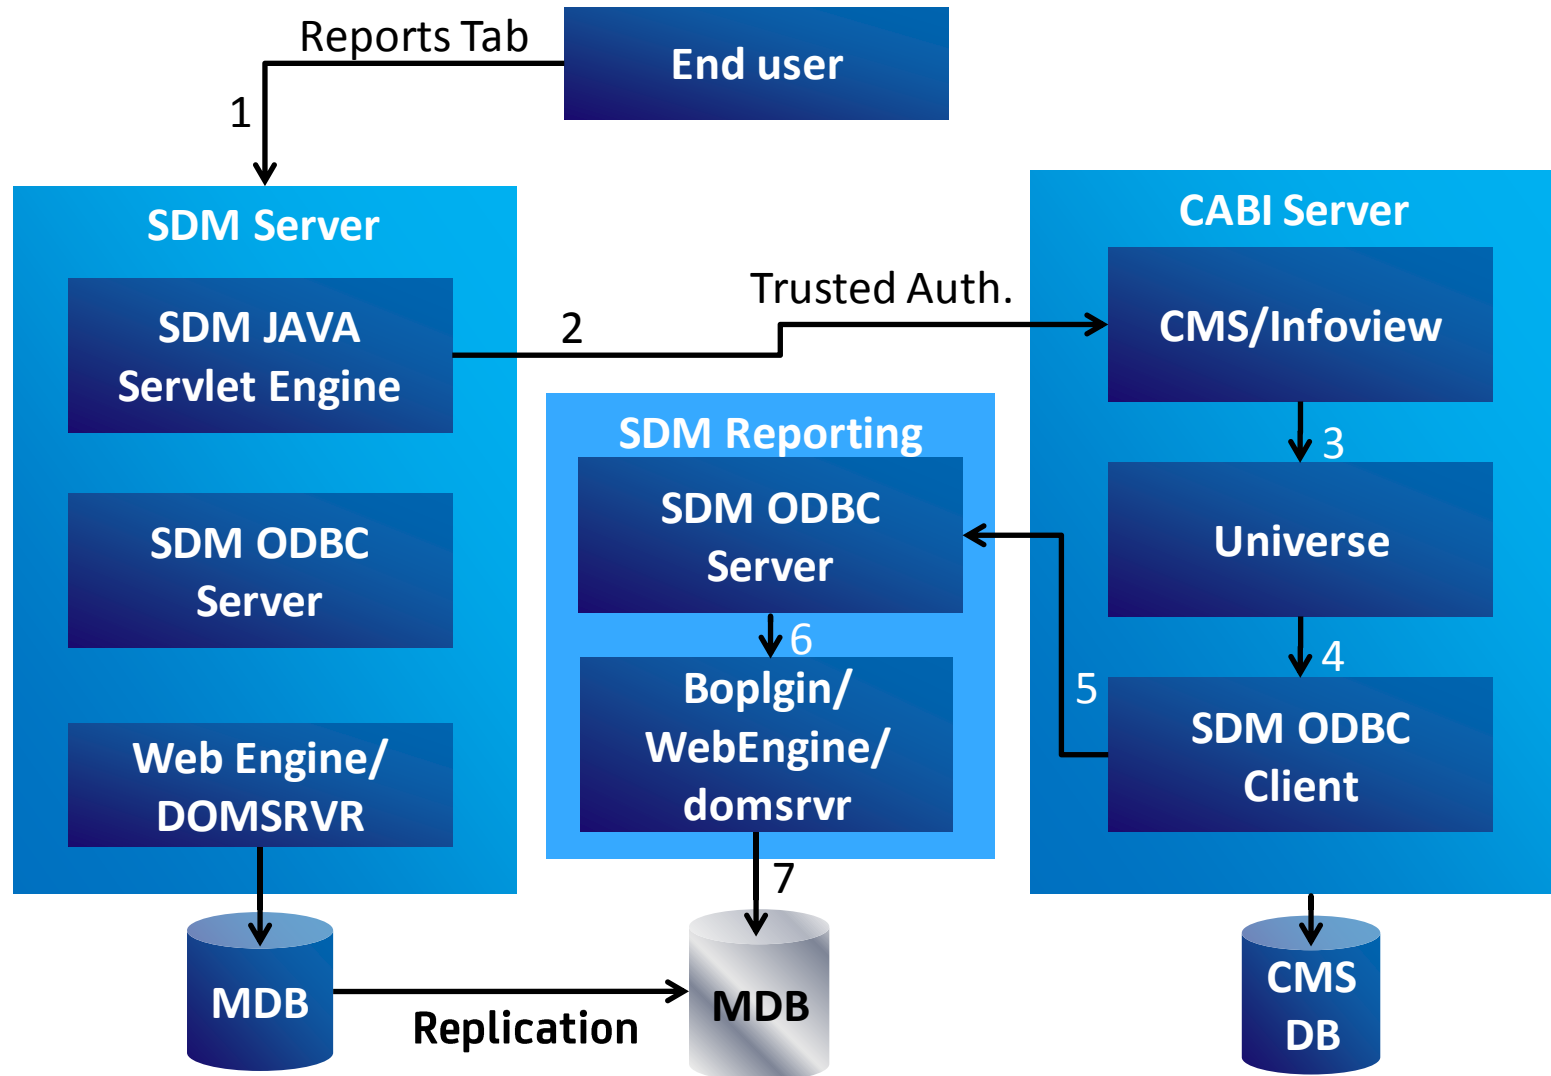 Reports Tab
End user
1
SDM Server
SDM JAVA
Servlet Engine
SDM ODBC
Server
Web Engine/
DOMSRVR
2
Trusted Auth.
CABI Server
CMS/Infoview
3
Universe
4
SDM ODBC
Client
5
SDM Reporting
SDM ODBC
Server
6
Boplgin/
WebEngine/
domsrvr
7
MDB
Replication
MDB
CMS
DB